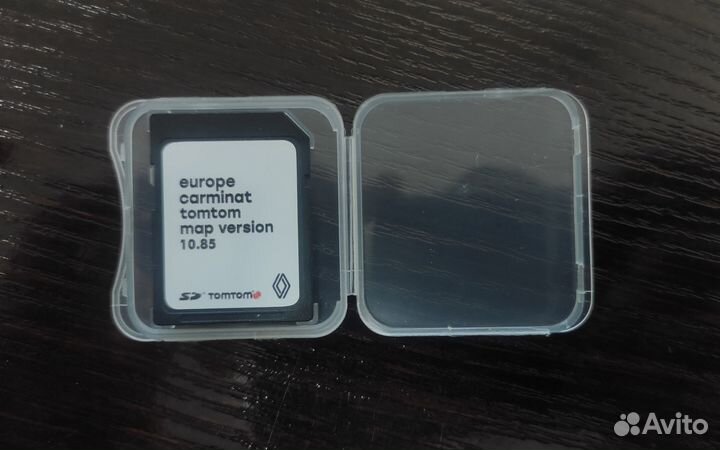 europe
carminat
tomtom
map version
10.85
SD TOMTOM
Avito